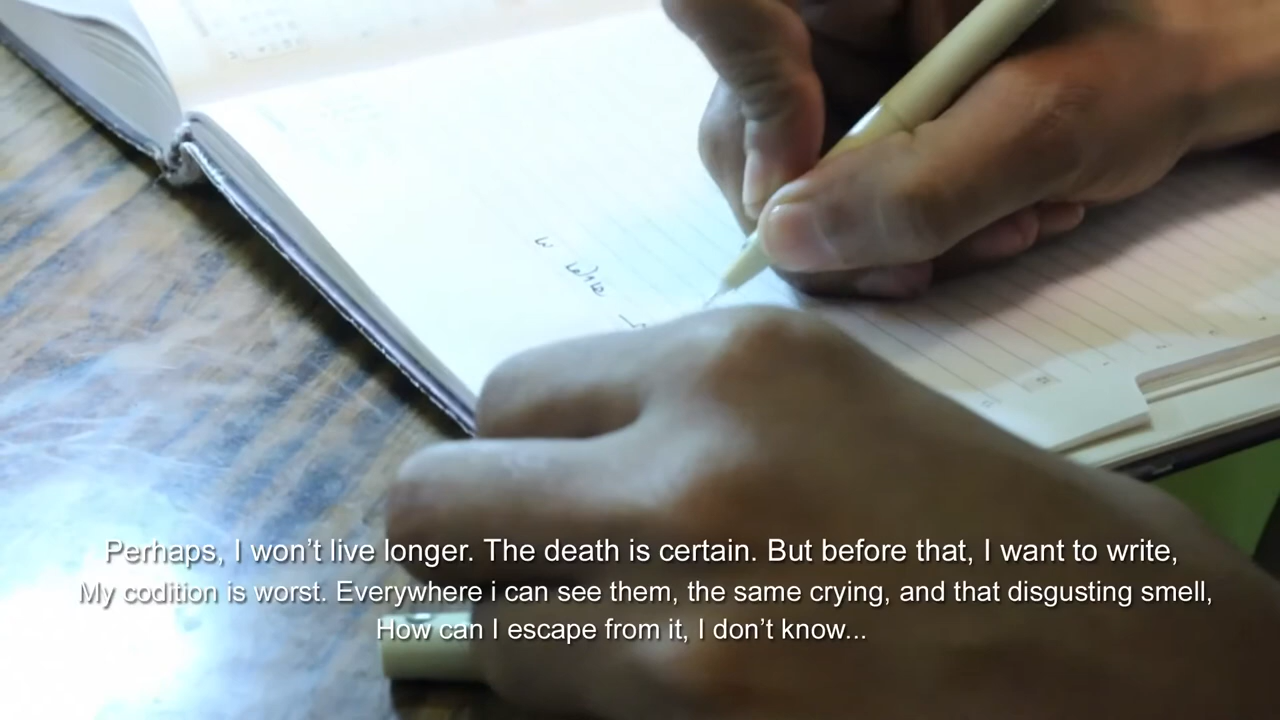 Perhaps, I won’t live longer. The death is certain. But before that, I want to write,
My codition is worst. Everywhere i can see them, the same crying, and that disgusting smell,
How can I escape from it, I don’t know...